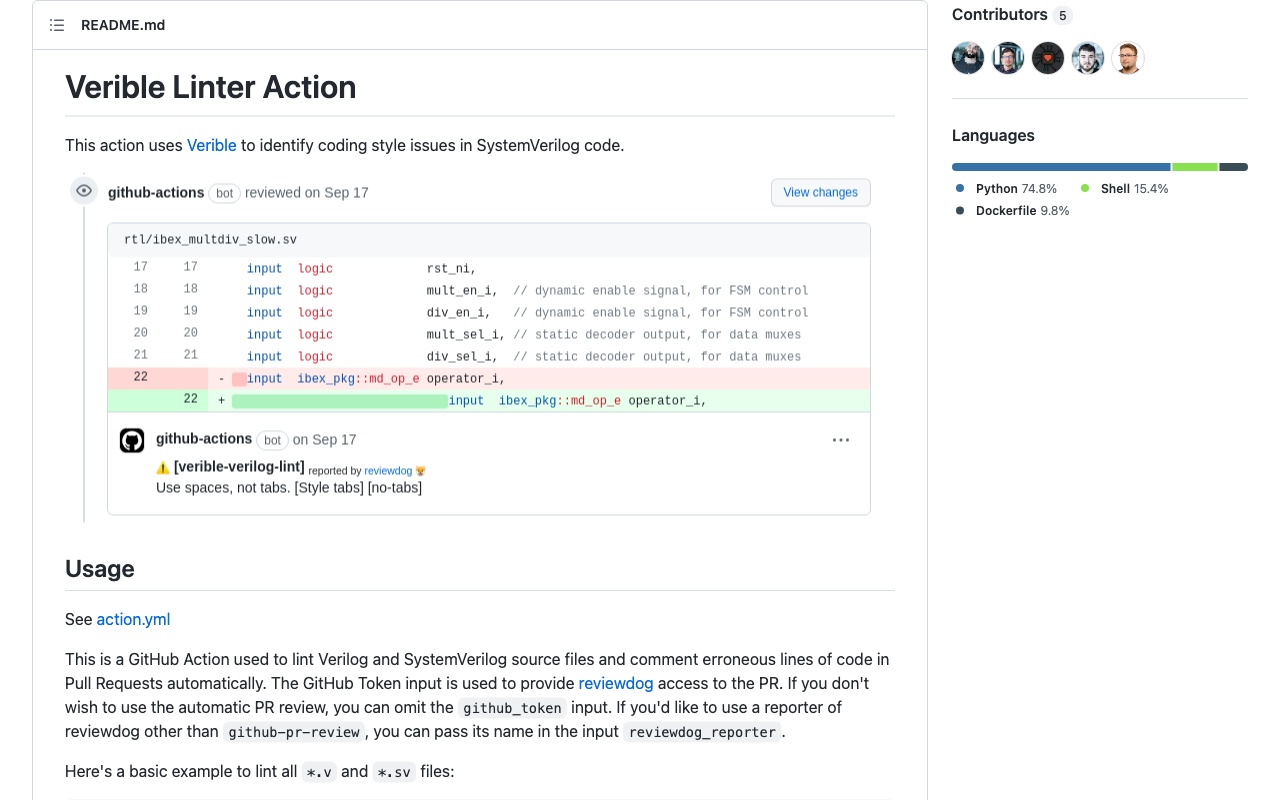 README.md
Verible Linter Action
This action uses Verible to identify coding style issues in SystemVerilog code.
github-actions bot reviewed on Sep 17
View changes
rtl/ibex_multdiv_slow.sv
17 17 input logic rst_ni,
18 18 input logic mult_en_i, // dynamic enable signal, for FSM control
19 19 input logic div_en_i, // dynamic enable signal, for FSM control
20 20 input logic mult_sel_i, // static decoder output, for data muxes
21 21 input logic div_sel_i, // static decoder output, for data muxes
22 - input ibex_pkg::md_op_e operator_i,
22 + input ibex_pkg::md_op_e operator_i,
github-actions bot on Sep 17
⚠️ [verible-verilog-lint] reported by reviewdog 🐶
Use spaces, not tabs. [Style tabs] [no-tabs]
Usage
See action.yml
This is a GitHub Action used to lint Verilog and SystemVerilog source files and comment erroneous lines of code in
Pull Requests automatically. The GitHub Token input is used to provide reviewdog access to the PR. If you don't
wish to use the automatic PR review, you can omit the github_token input. If you'd like to use a reporter of
reviewdog other than github-pr-review, you can pass its name in the input reviewdog_reporter.
Here's a basic example to lint all *.v and *.sv files:
Contributors 5
Languages
Python 74.8% Shell 15.4%
Dockerfile 9.8%